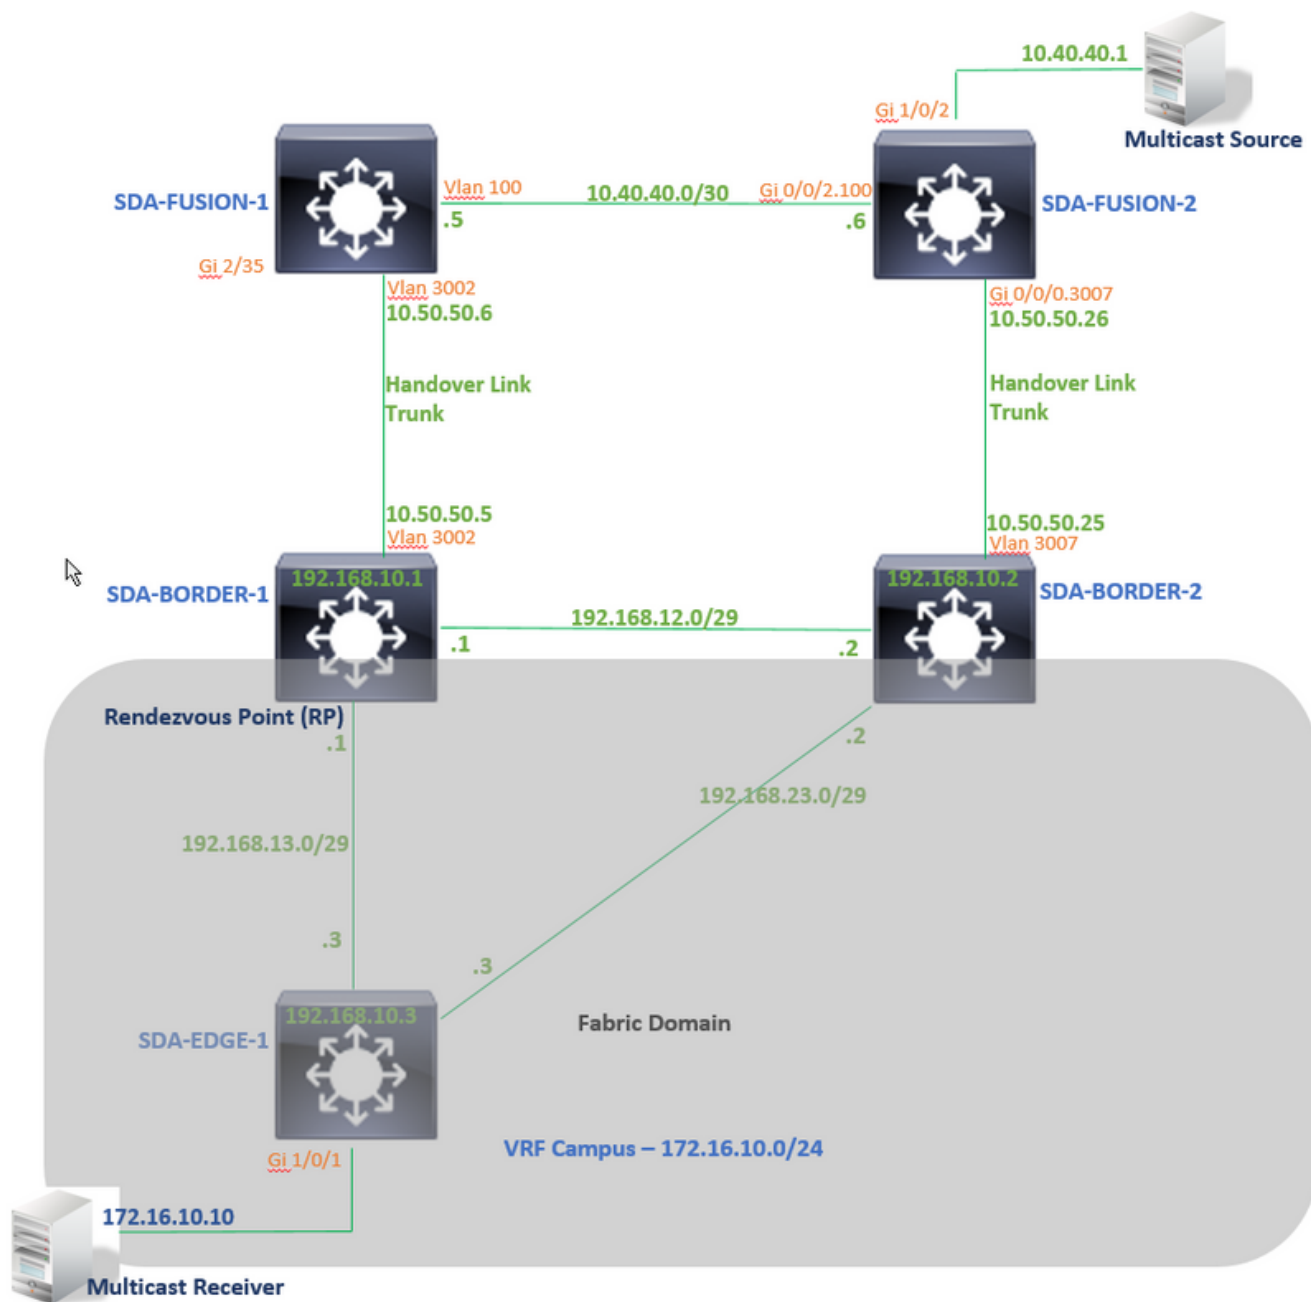 10.40.40.1
Gi 1/0/2
Multicast Source
SDA-FUSION-1
Vlan 100
10.40.40.0/30
Gi 0/0/2.100
SDA-FUSION-2
.5
.6
Gi 2/35
Vlan 3002
10.50.50.6
Gi 0/0/0.3007
10.50.50.26
Handover Link
Trunk
Handover Link
Trunk
10.50.50.5
Vlan 3002
10.50.50.25
Vlan 3007
SDA-BORDER-1
192.168.10.1
192.168.10.2
SDA-BORDER-2
192.168.12.0/29
.1
.2
Rendezvous Point (RP)
.1
.2
192.168.23.0/29
192.168.13.0/29
.3
.3
192.168.10.3
SDA-EDGE-1
Fabric Domain
VRF Campus – 172.16.10.0/24
Gi 1/0/1
172.16.10.10
Multicast Receiver